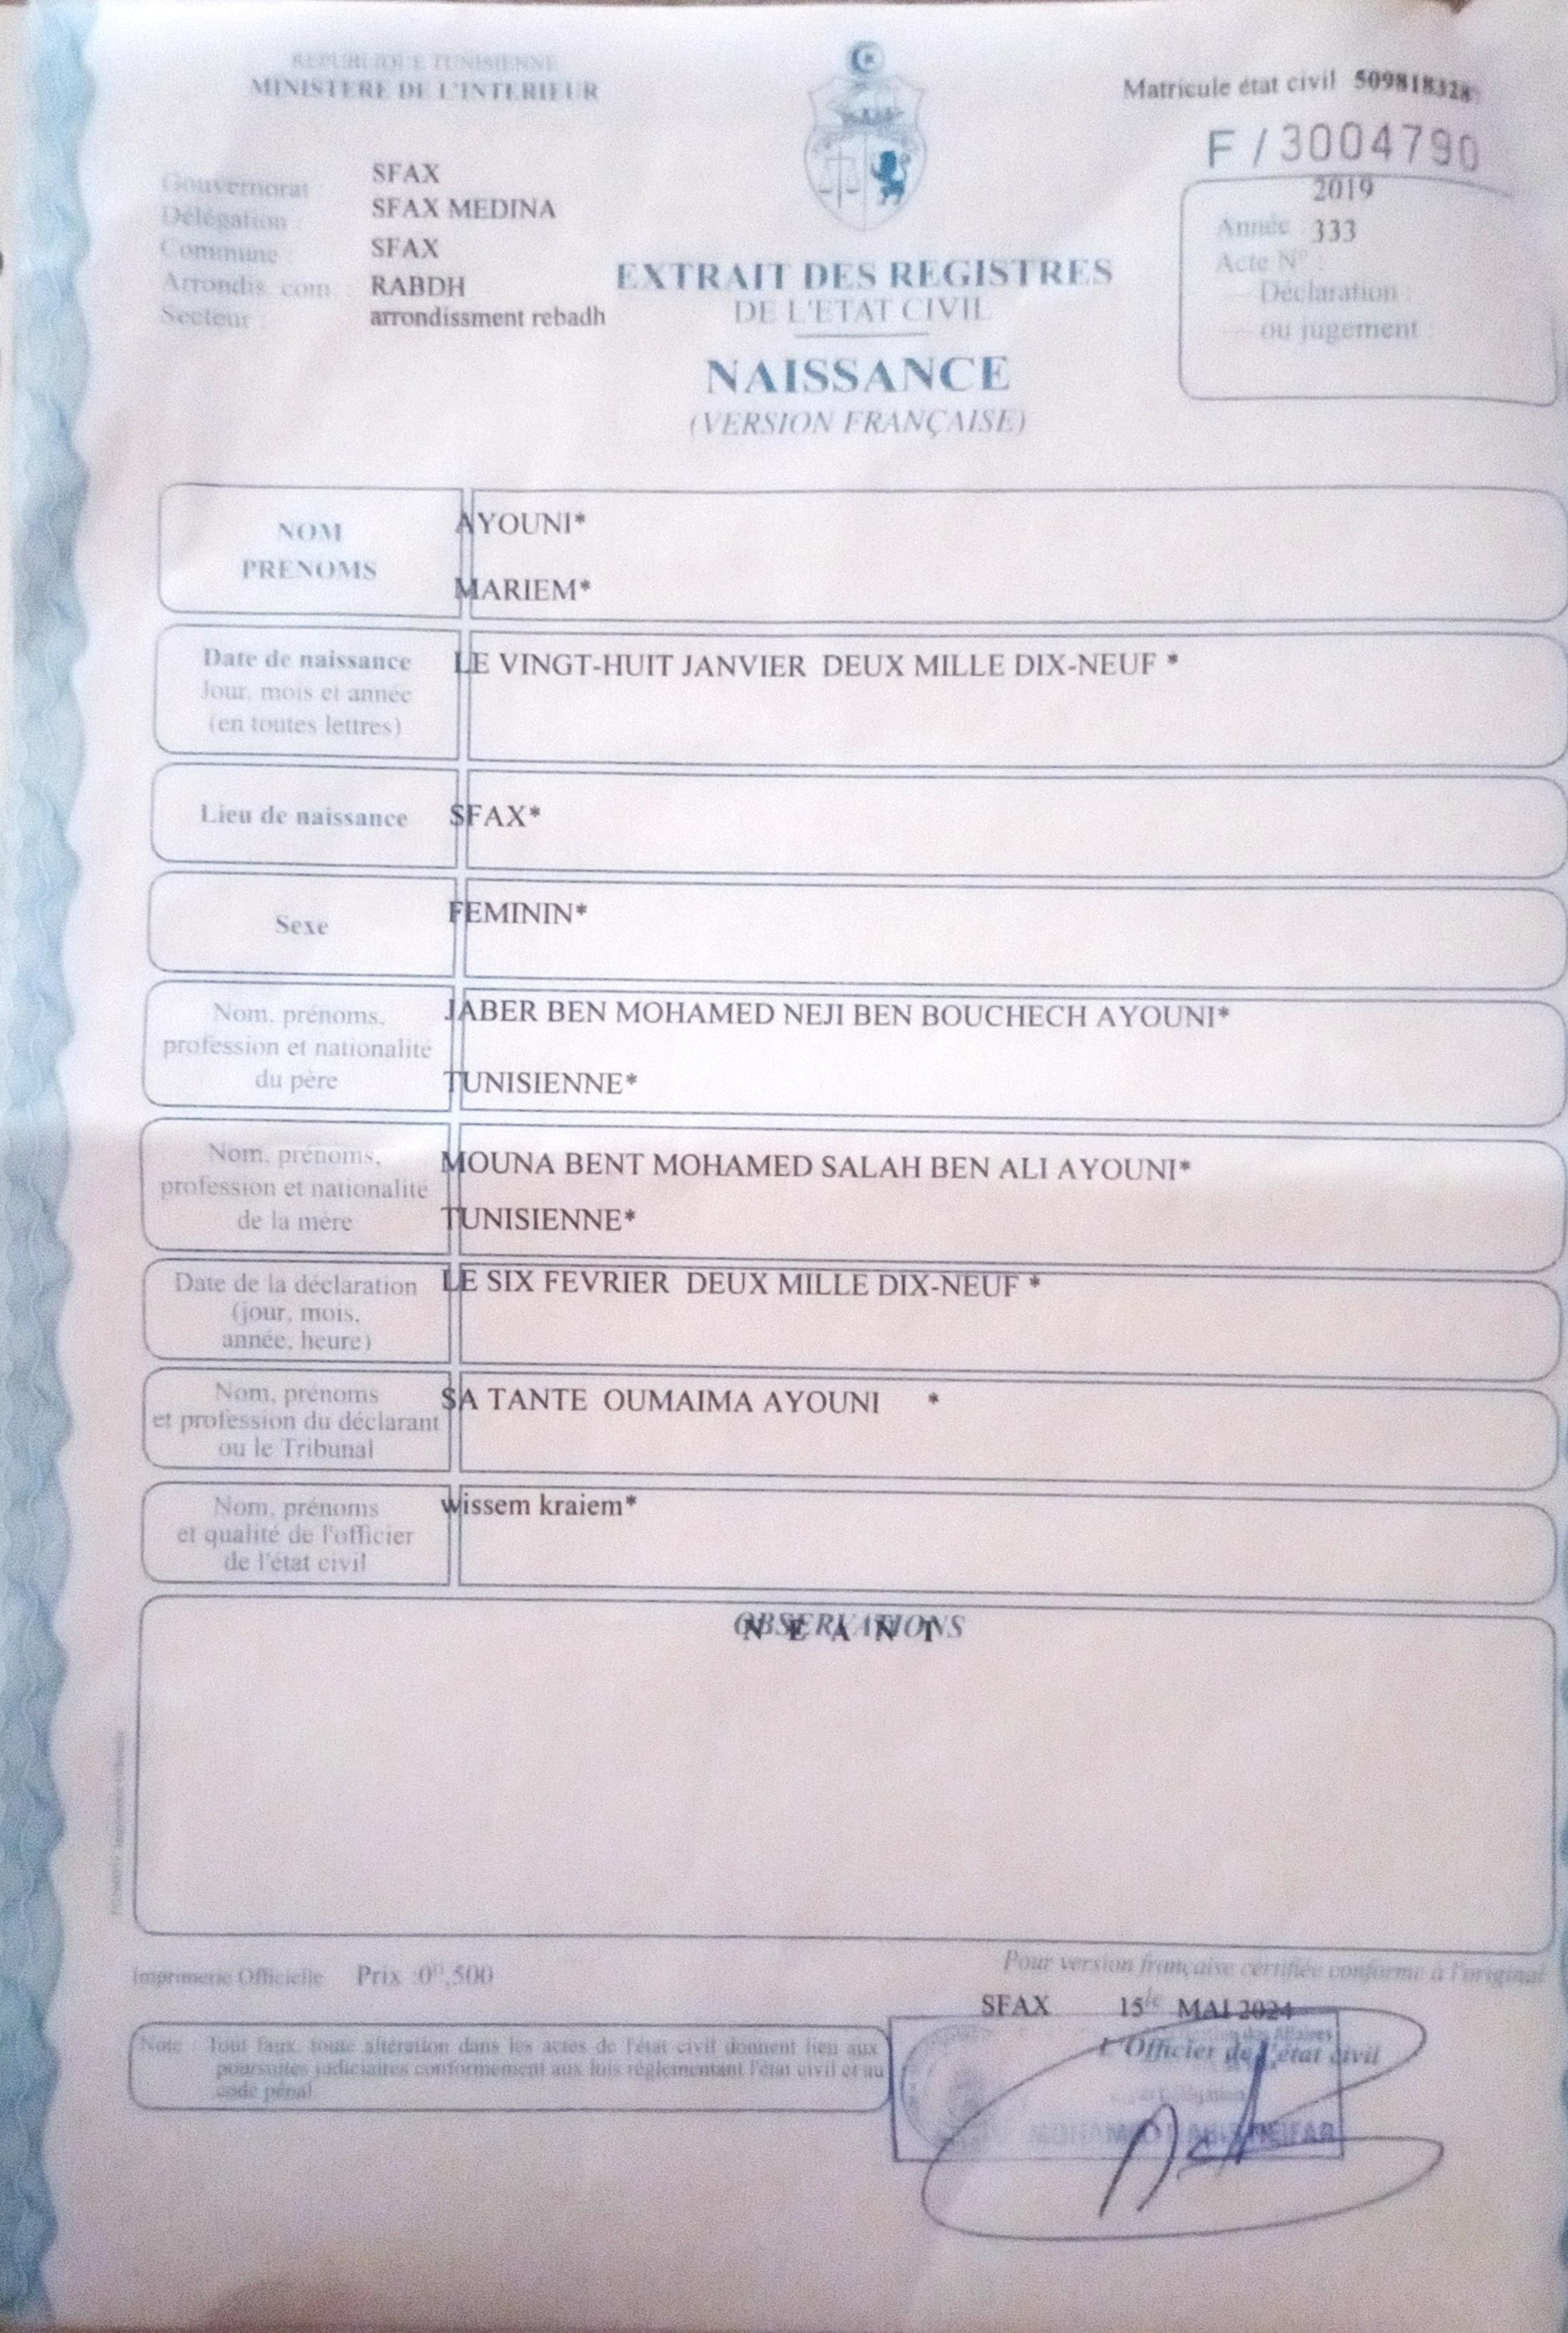 REPUBLIQUE TUNISIENNE
MINISTERE DE L'INTERIEUR
Matricule état civil 509818328
F / 3004790
Gouvernorat : SFAX
Délégation : SFAX MEDINA
Commune : SFAX
Arrondis. com : RABDH
Secteur : arrondissment rebadh
2019
Année : 333
Acte N° :
Déclaration :
ou jugement :
EXTRAIT DES REGISTRES
DE L'ETAT CIVIL
NAISSANCE
(VERSION FRANÇAISE)
NOM
PRENOMS
AYOUNI*
MARIEM*
Date de naissance
Jour, mois et année
(en toutes lettres)
LE VINGT-HUIT JANVIER DEUX MILLE DIX-NEUF *
Lieu de naissance
SFAX*
Sexe
FEMININ*
Nom, prénoms,
profession et nationalité
du père
JABER BEN MOHAMED NEJI BEN BOUCHECH AYOUNI*
TUNISIENNE*
Nom, prénoms,
profession et nationalité
de la mère
MOUNA BENT MOHAMED SALAH BEN ALI AYOUNI*
TUNISIENNE*
Date de la déclaration
(jour, mois,
année, heure)
LE SIX FEVRIER DEUX MILLE DIX-NEUF *
Nom, prénoms
et profession du déclarant
ou le Tribunal
SA TANTE OUMAIMA AYOUNI *
Nom, prénoms
et qualité de l'officier
de l'état civil
wissem kraiem*
OBSERVATIONS
N E A N T
Imprimerie Officielle Prix :0ᴰ,500
Pour version française certifiée conforme à l'original
SFAX 15 le MAI 2024
L'Officier de l'état civil
MOHAMED
Note : Tout faux, toute altération dans les actes de l'état civil donnent lieu aux
poursuites judiciaires conformement aux lois réglementant l'état civil et au
code pénal.